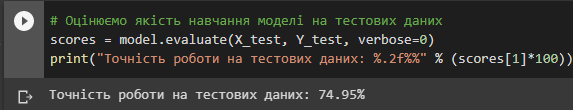 # Оцінюємо якість навчання моделі на тестових даних
scores = model.evaluate(X_test, Y_test, verbose=0)
print("Точність роботи на тестових даних: %.2f%%" % (scores[1]*100))
Точність роботи на тестових даних: 74.95%